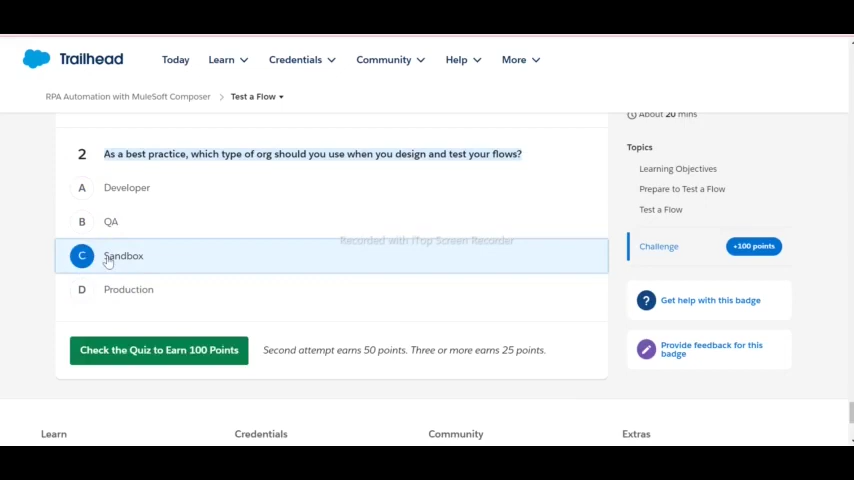 Trailhead Today Learn Credentials Community Help More
RPA Automation with MuleSoft Composer > Test a Flow
About 20 mins
2 As a best practice, which type of org should you use when you design and test your flows?
A Developer
B QA
C Sandbox
D Production
Recorded with iTop Screen Recorder
Check the Quiz to Earn 100 Points Second attempt earns 50 points. Three or more earns 25 points.
Topics
Learning Objectives
Prepare to Test a Flow
Test a Flow
Challenge +100 points
? Get help with this badge
Provide feedback for this
badge
Learn Credentials Community Extras